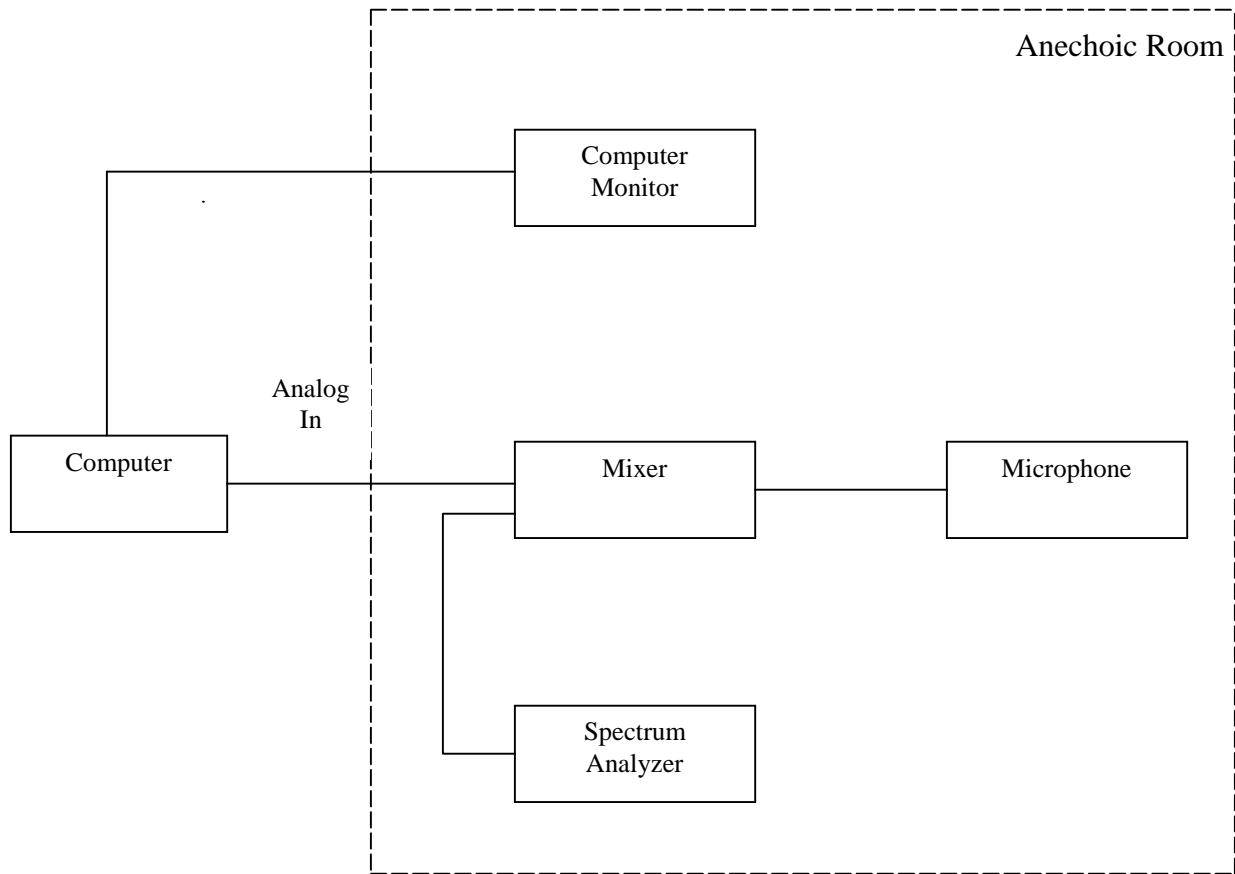 Anechoic Room
Computer
Monitor
Analog
In
Computer
Mixer
Microphone
Spectrum
Analyzer